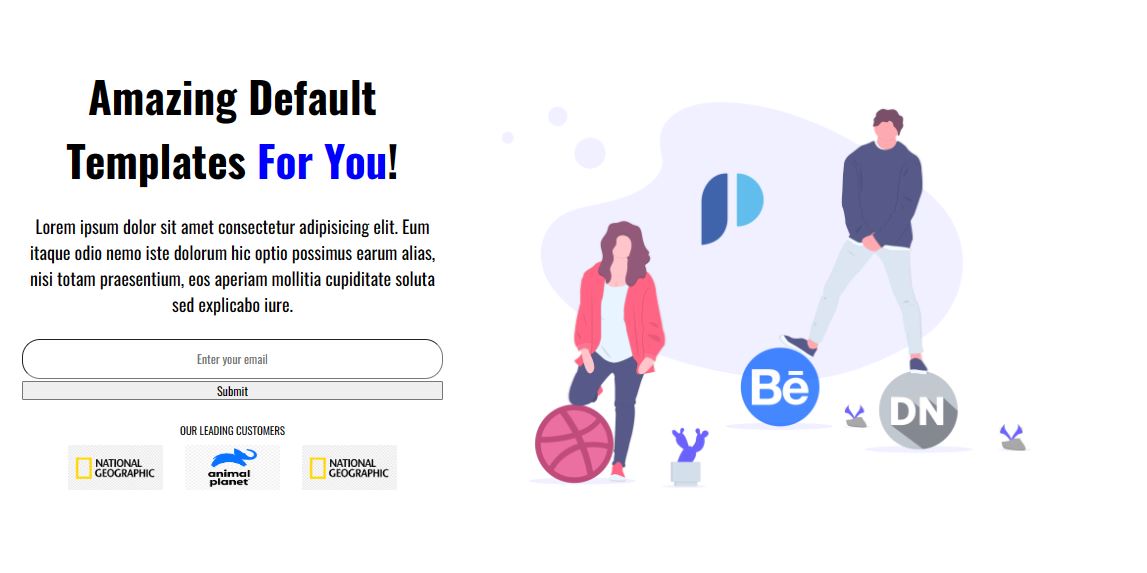 Amazing Default
Templates For You!
Lorem ipsum dolor sit amet consectetur adipisicing elit. Eum
itaque odio nemo iste dolorum hic optio possimus earum alias,
nisi totam praesentium, eos aperiam mollitia cupiditate soluta
sed explicabo iure.
Enter your email
Submit
OUR LEADING CUSTOMERS
NATIONAL
GEOGRAPHIC
animal
planet
NATIONAL
GEOGRAPHIC
Bē
DN